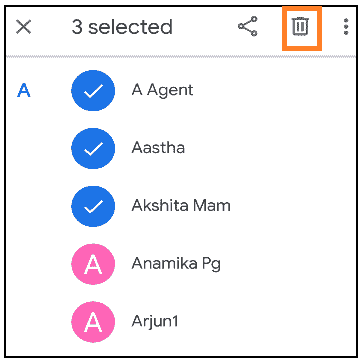 3 selected
A
A Agent
Aastha
Akshita Mam
A
Anamika Pg
A
Arjun1